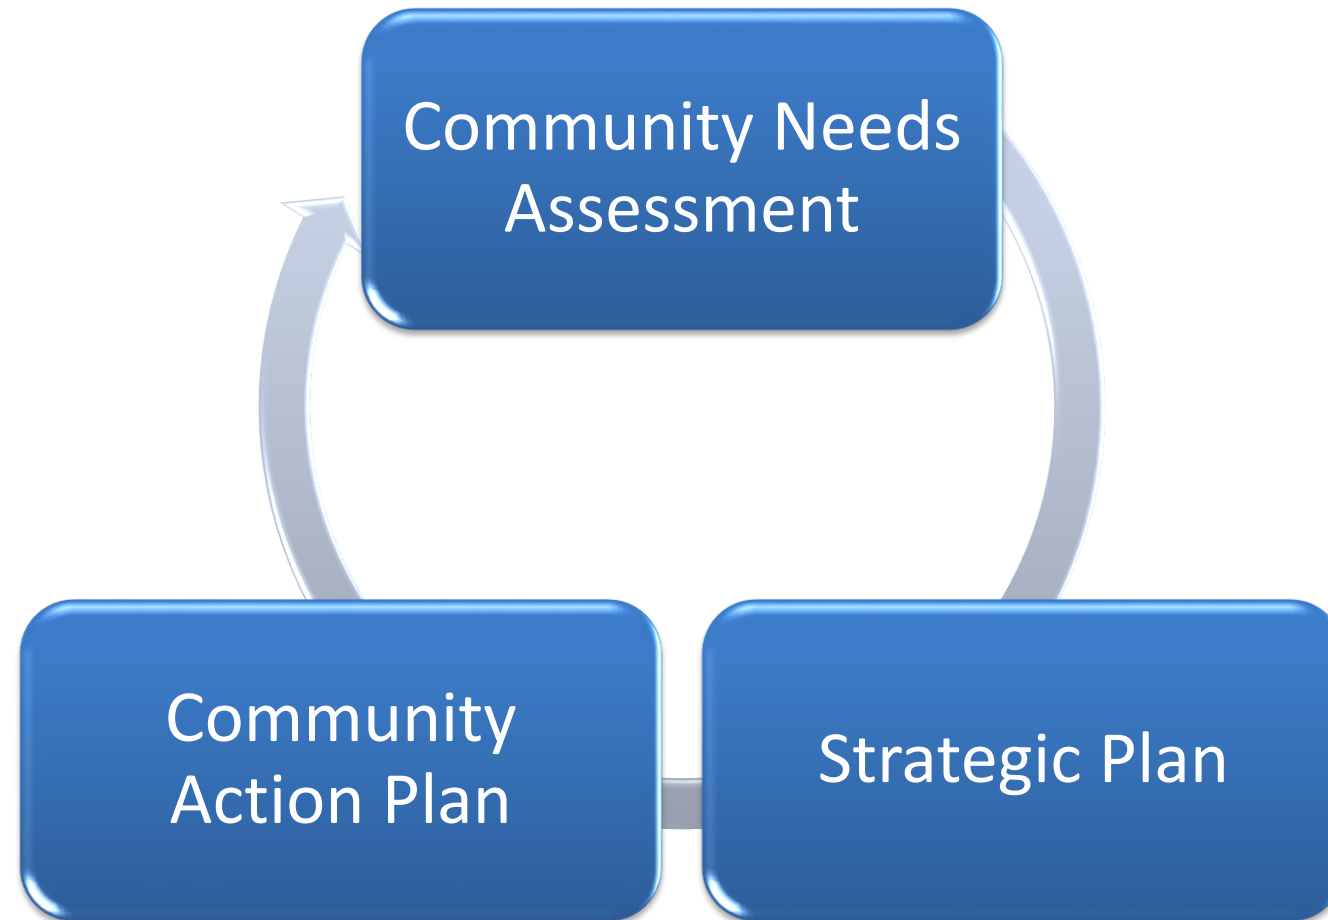 Community Needs
Assessment
Community
Action Plan
Strategic Plan